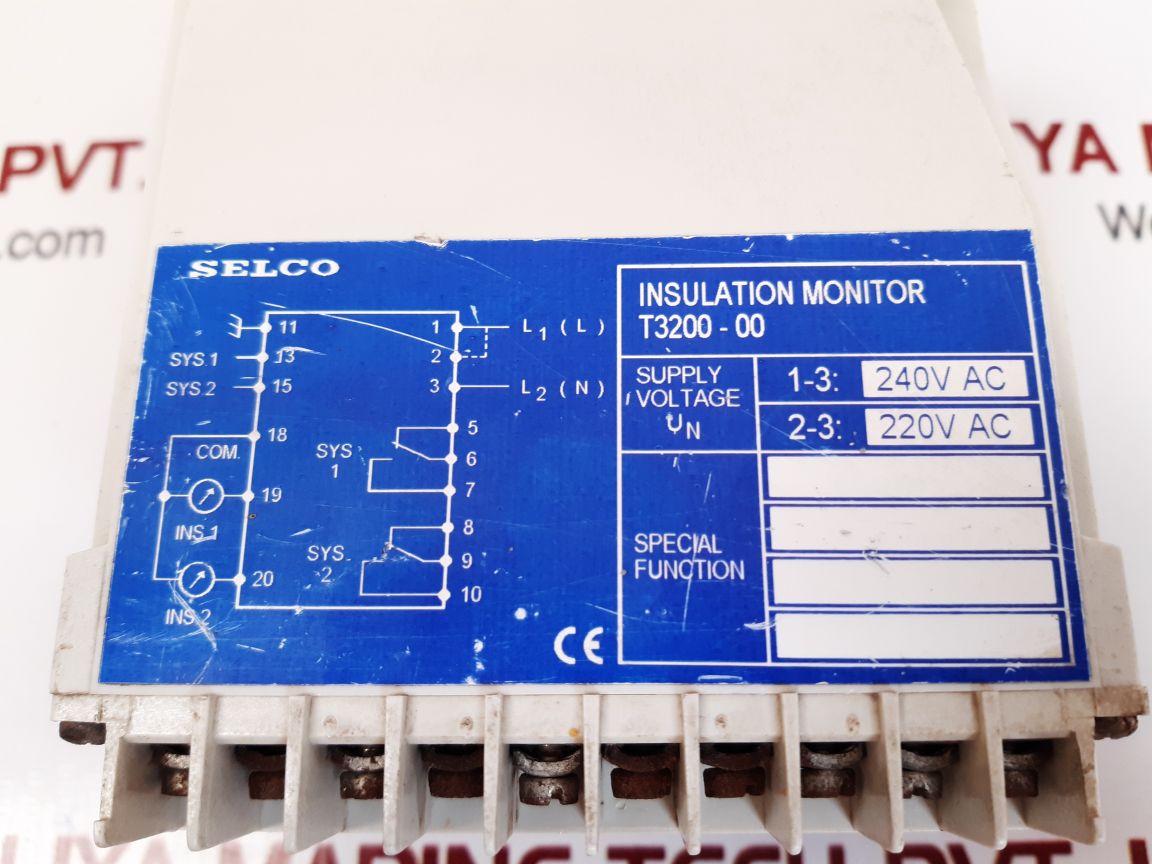 PVT.
YA
.com
SELCO
INSULATION MONITOR
T3200 - 00
SUPPLY VOLTAGE UN
1-3: 240V AC
2-3: 220V AC
SPECIAL FUNCTION
11
13
15
18
19
20
SYS.1
SYS.2
COM.
INS.1
INS.2
1
2
3
5
6
7
8
9
10
L1 ( L )
L2 ( N )
SYS 1
SYS. 2
CE